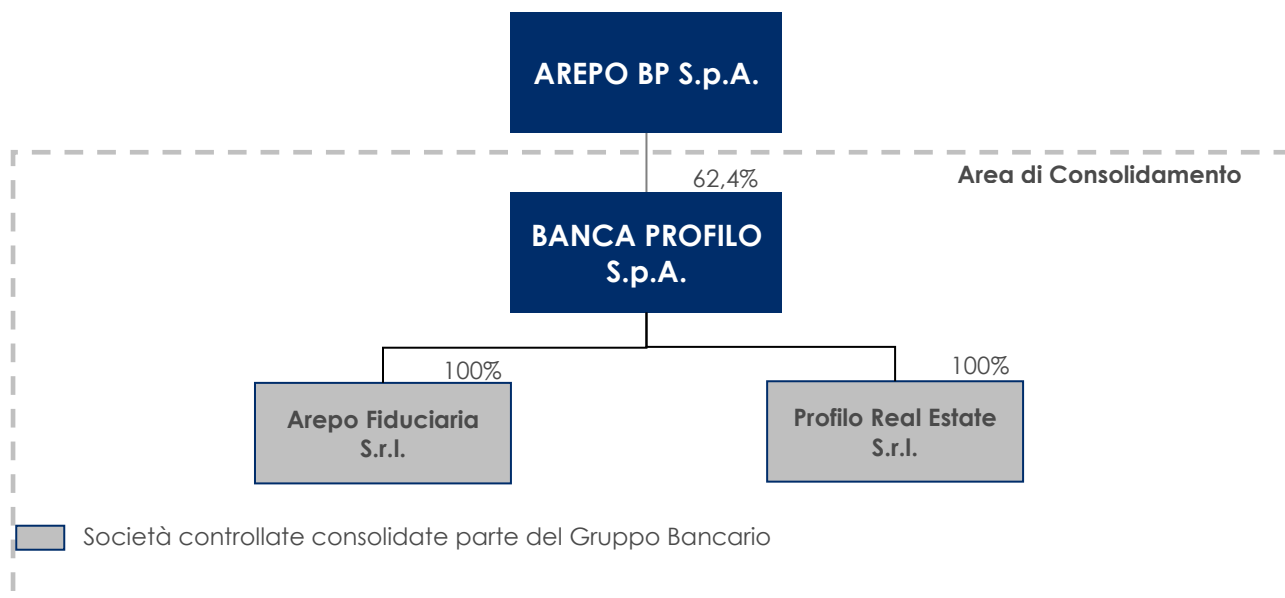 AREPO BP S.p.A.
62,4%
Area di Consolidamento
BANCA PROFILO
S.p.A.
100%
100%
Arepo Fiduciaria
S.r.l.
Profilo Real Estate
S.r.l.
Società controllate consolidate parte del Gruppo Bancario